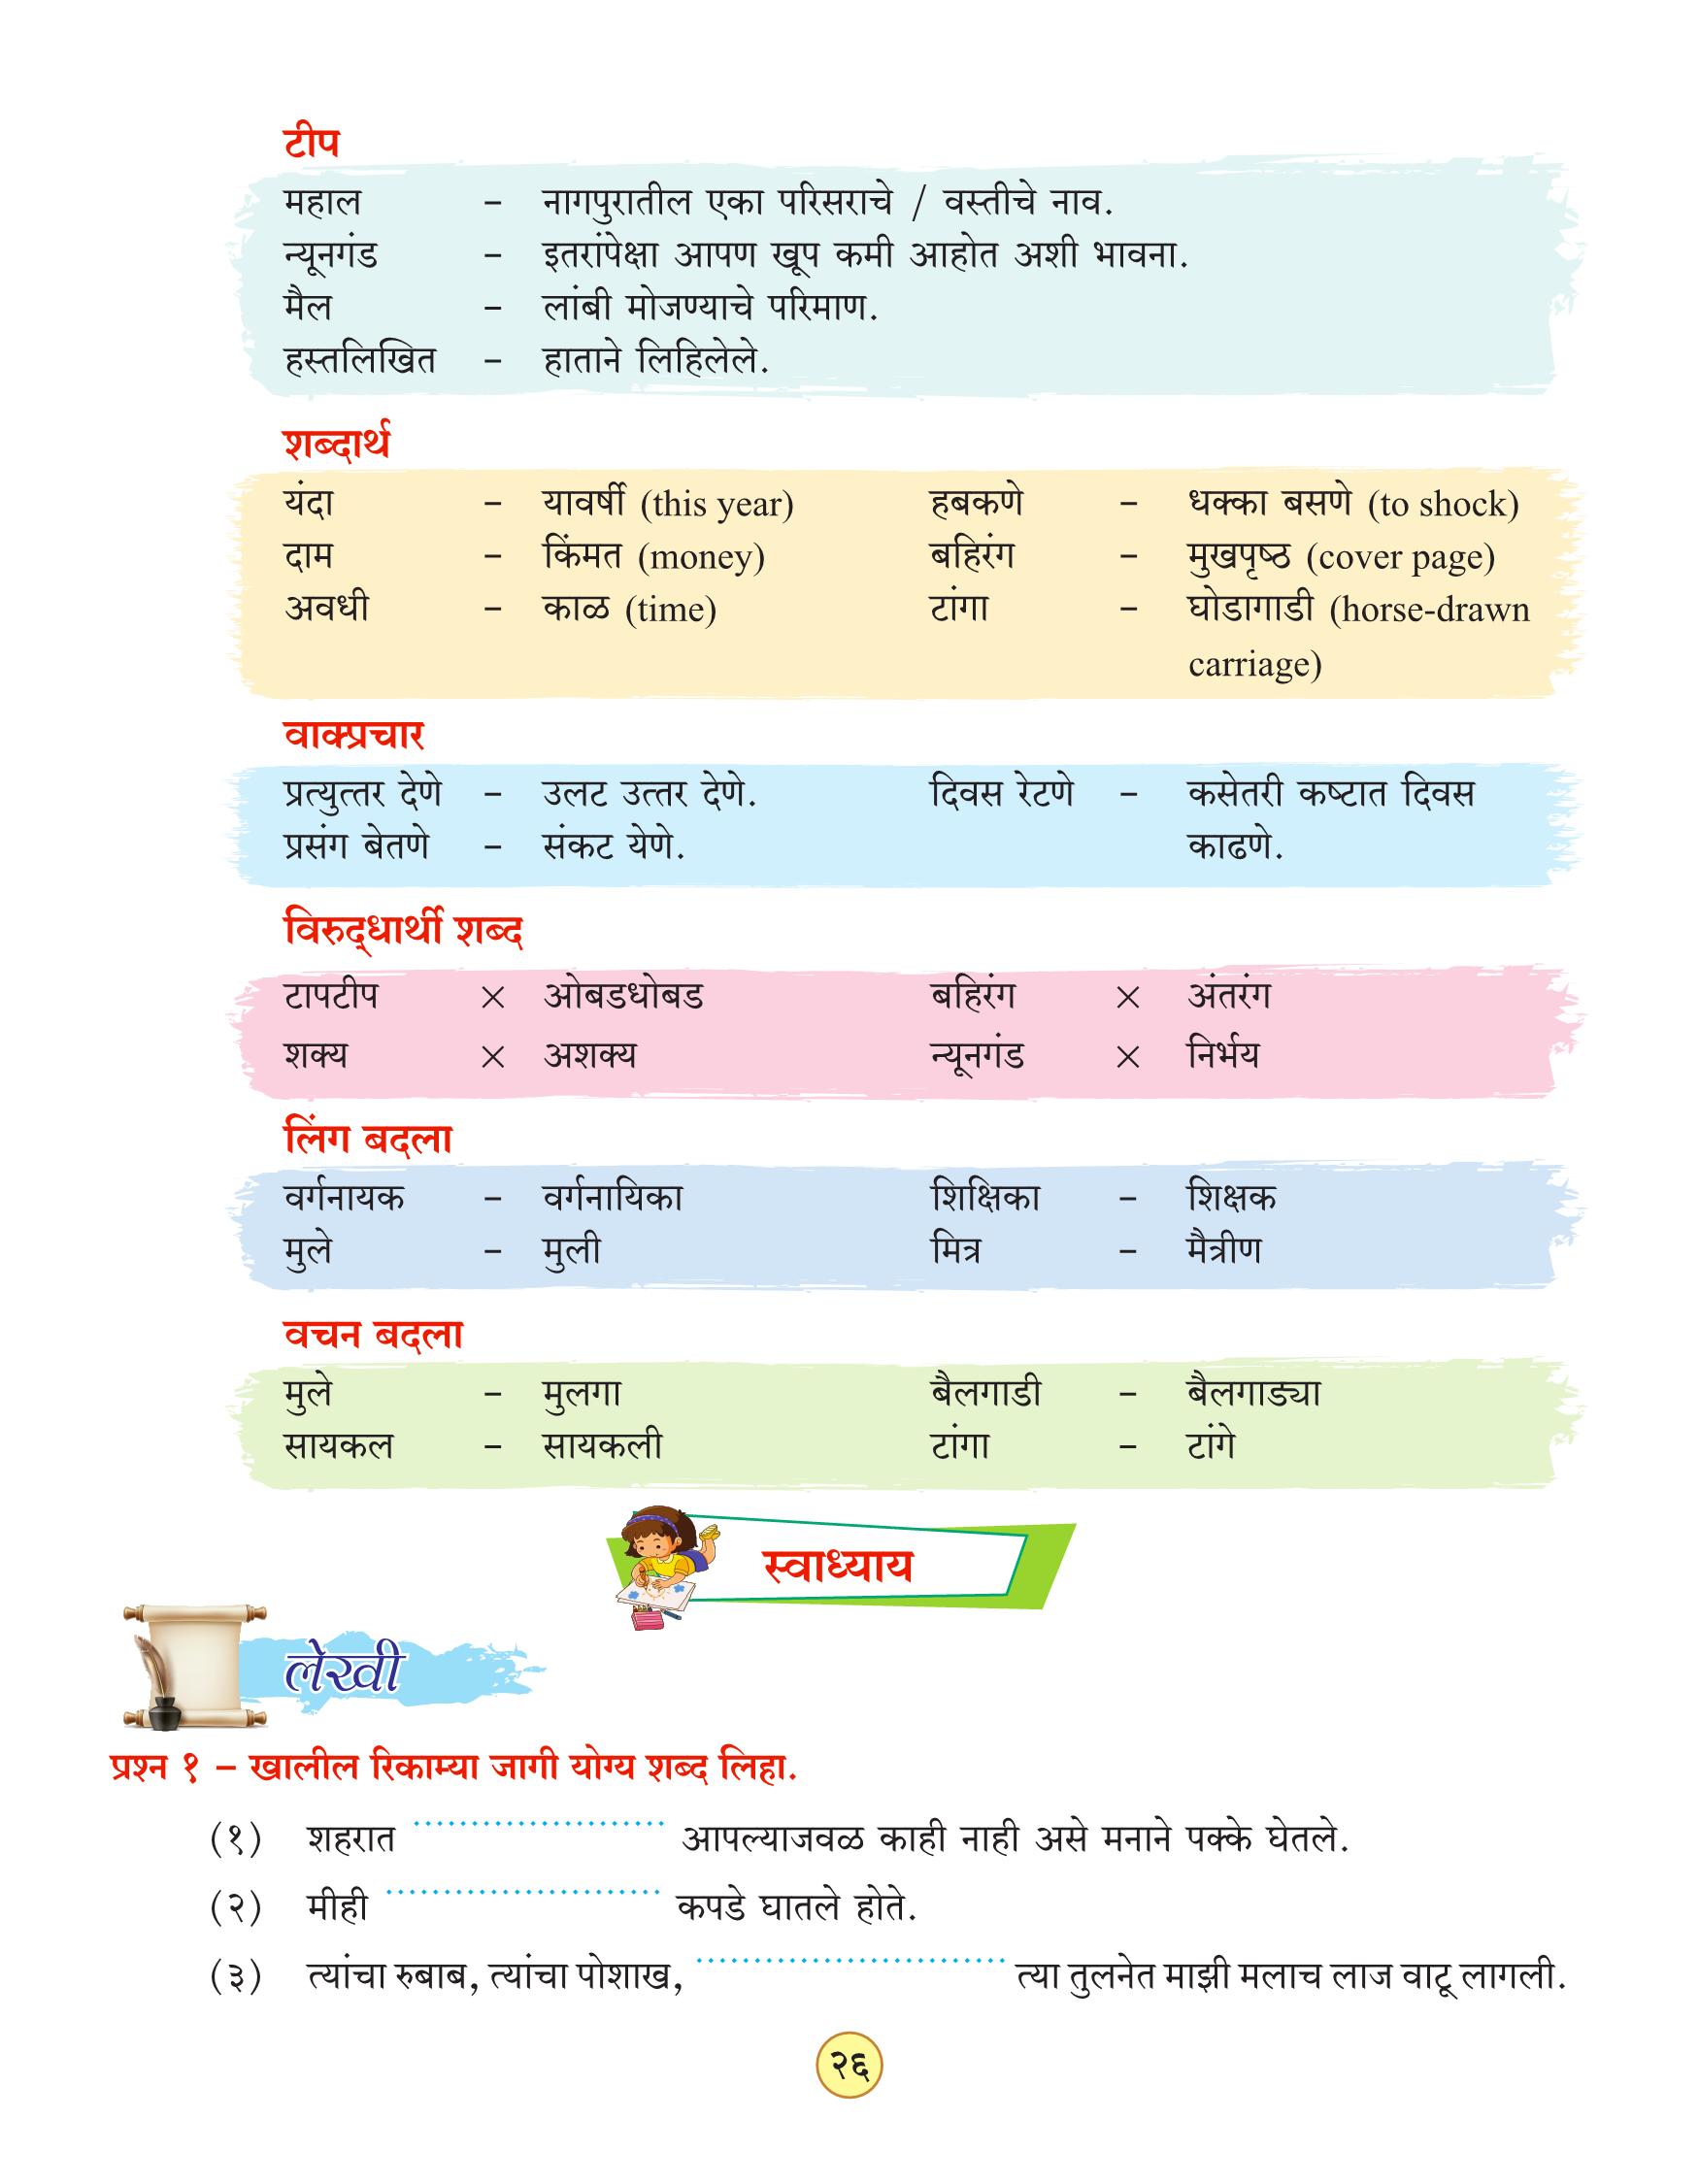 टीप
महाल – नागपुरातील एका परिसराचे / वस्तीचे नाव.
न्यूनगंड – इतरांपेक्षा आपण खूप कमी आहोत अशी भावना.
मैल – लांबी मोजण्याचे परिमाण.
हस्तलिखित – हाताने लिहिलेले.
शब्दार्थ
यंदा – यावर्षी (this year) हबकणे – धक्का बसणे (to shock)
दाम – किंमत (money) बहिरंग – मुखपृष्ठ (cover page)
अवधी – काळ (time) टांगा – घोडागाडी (horse-drawn
carriage)
वाक्प्रचार
प्रत्युत्तर देणे – उलट उत्तर देणे. दिवस रेटणे – कसेतरी कष्टात दिवस
प्रसंग बेतणे – संकट येणे. काढणे.
विरुद्धार्थी शब्द
टापटीप × ओबडधोबड बहिरंग × अंतरंग
शक्य × अशक्य न्यूनगंड × निर्भय
लिंग बदला
वर्गनायक – वर्गनायिका शिक्षिका – शिक्षक
मुले – मुली मित्र – मैत्रीण
वचन बदला
मुले – मुलगा बैलगाडी – बैलगाड्या
सायकल – सायकली टांगा – टांगे
स्वाध्याय
लेखी
प्रश्न १ – खालील रिकाम्या जागी योग्य शब्द लिहा.
(१) शहरात ...................... आपल्याजवळ काही नाही असे मनाने पक्के घेतले.
(२) मीही ........................ कपडे घातले होते.
(३) त्यांचा रुबाब, त्यांचा पोशाख, ........................... त्या तुलनेत माझी मलाच लाज वाटू लागली.
२६